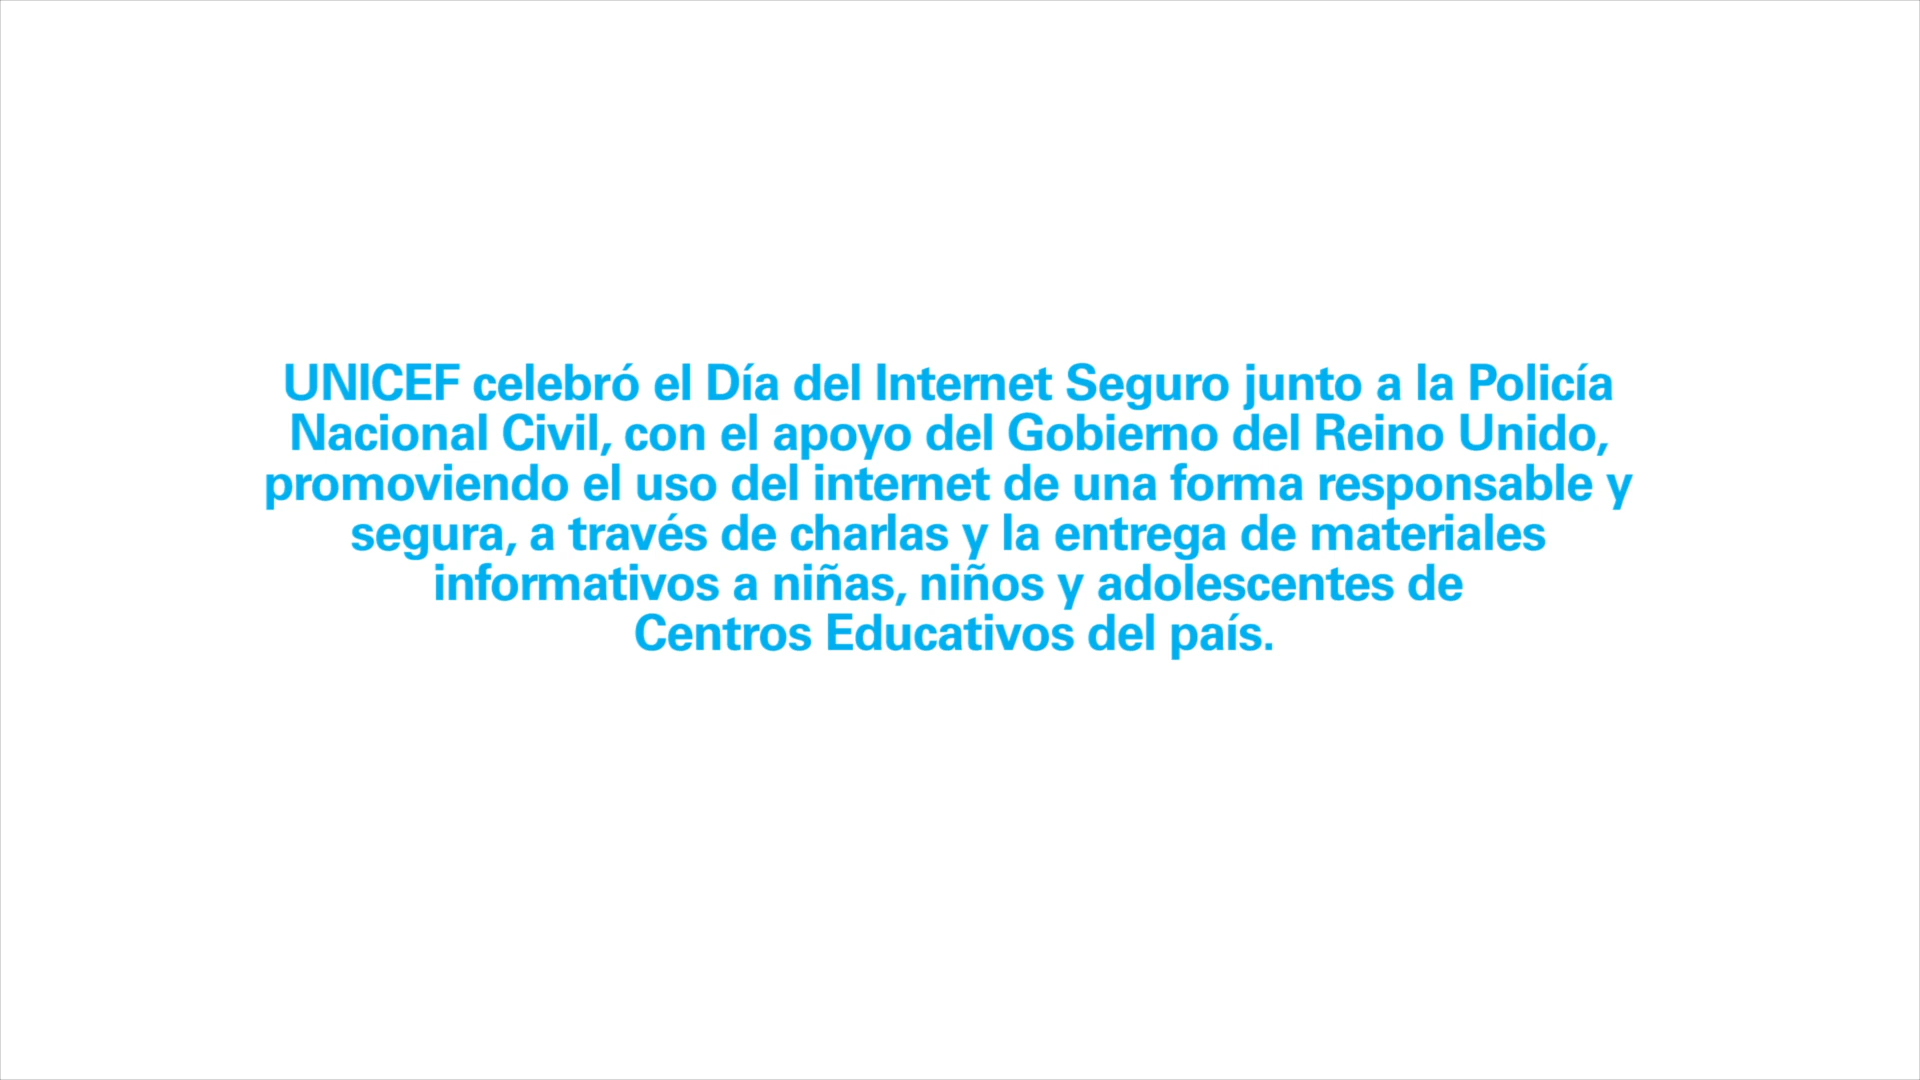 UNICEF celebró el Día del Internet Seguro junto a la Policía
Nacional Civil, con el apoyo del Gobierno del Reino Unido,
promoviendo el uso del internet de una forma responsable y
segura, a través de charlas y la entrega de materiales
informativos a niñas, niños y adolescentes de
Centros Educativos del país.